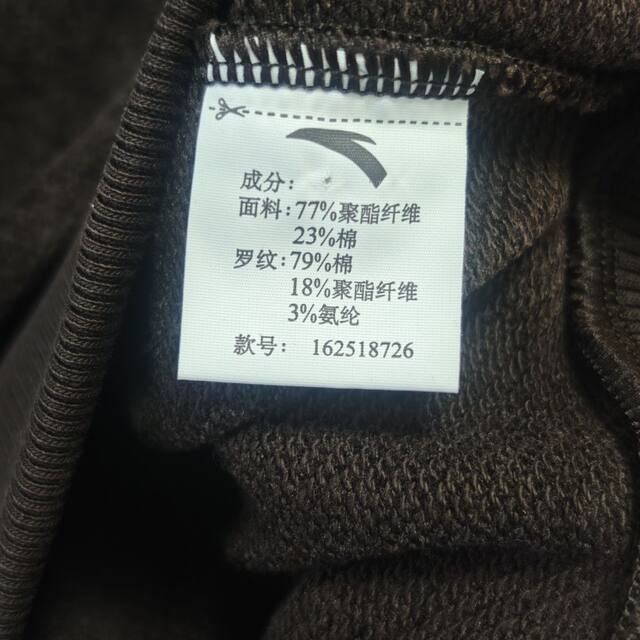 成分:
面料:77%聚酯纤维
23%棉
罗纹:79%棉
18%聚酯纤维
3%氨纶
款号: 162518726